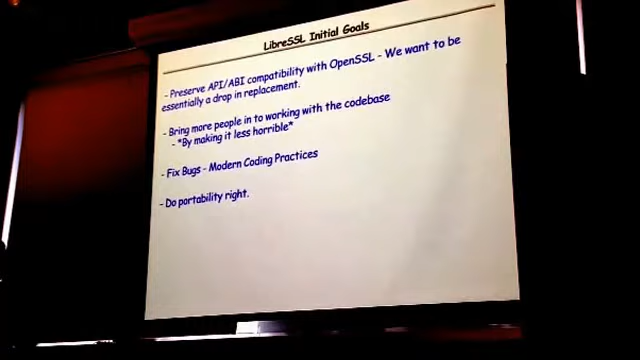 LibreSSL Initial Goals
- Preserve API/ABI compatibility with OpenSSL - We want to be
essentially a drop in replacement.
- Bring more people in to working with the codebase
- *By making it less horrible*
- Fix Bugs - Modern Coding Practices
- Do portability right.